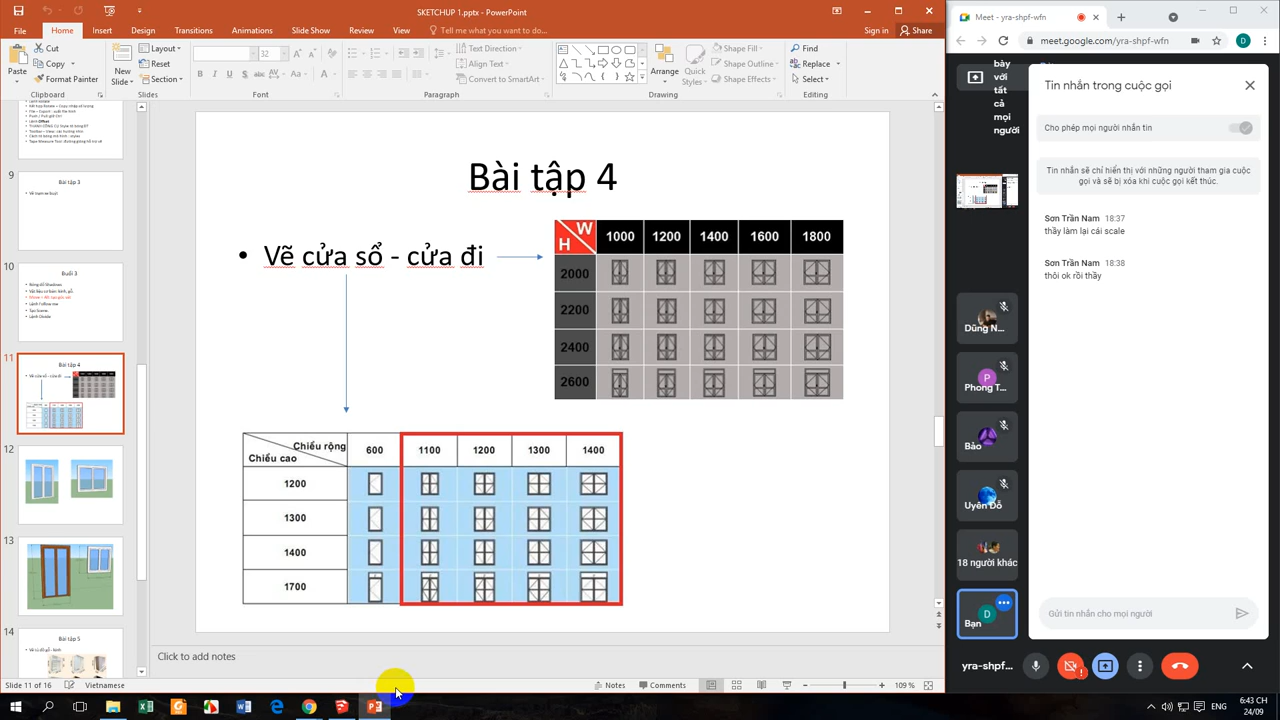 SKETCHUP 1.pptx - PowerPoint
File Home Insert Design Transitions Animations Slide Show Review View Tell me what you want to do...
Sign in Share
Paste
Cut
Copy
Format Painter
Clipboard
New Slide
Layout
Reset
Section
Slides
32
Font
Text Direction
Align Text
Convert to SmartArt
Paragraph
Arrange
Quick Styles
Shape Fill
Shape Outline
Shape Effects
Drawing
Find
Replace
Select
Editing
9
Bài tập 3
10
Buổi 3
11
Bài tập 4
12
13
14
Bài tập 5
Bài tập 4
• Vẽ cửa sổ - cửa đi
W H 1000 1200 1400 1600 1800
2000
2200
2400
2600
Chiều rộng
Chiều cao
600 1100 1200 1300 1400
1200
1300
1400
1700
Click to add notes
Slide 11 of 16 Vietnamese Notes Comments 109 %
Meet - yra-shpf-wfn
meet.google.com/yra-shpf-wfn
D
bày
với
tất
cả
mọi
người
Tin nhắn trong cuộc gọi
Cho phép mọi người nhắn tin
Tin nhắn sẽ chỉ hiển thị với những người tham gia cuộc
gọi và sẽ bị xóa khi cuộc gọi kết thúc.
Sơn Trần Nam 18:37
thầy làm lại cái scale
Sơn Trần Nam 18:38
thôi ok rồi thầy
Dũng N...
P
Phong T...
Bảo
Uyên Đỗ
18 người khác
D
Bạn
Gửi tin nhắn cho mọi người
yra-shpf...
ENG
6:43 CH
24/09